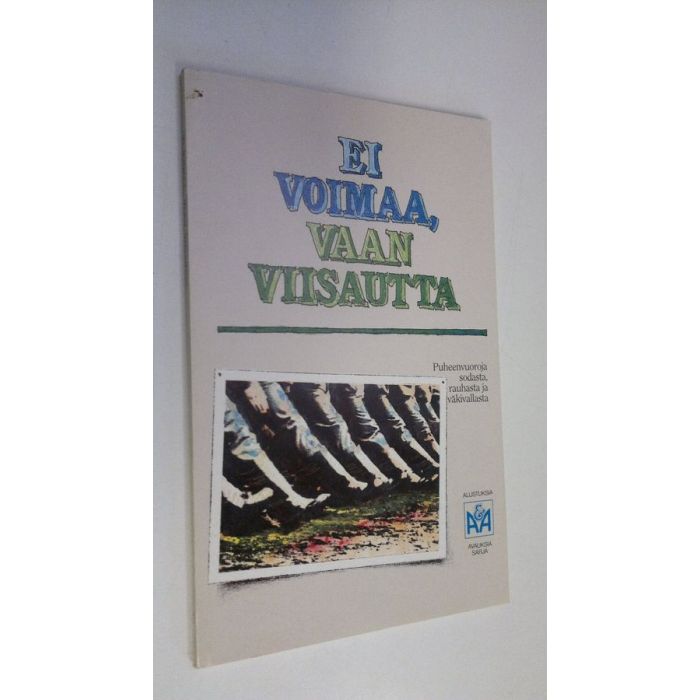 EI
VOIMAA,
VAAN
VIISAUTTA
Puheenvuoroja
sodasta,
rauhasta ja
väkivallasta
ALUSTUKSIA
A&A
AVAUKSIA
SARJA